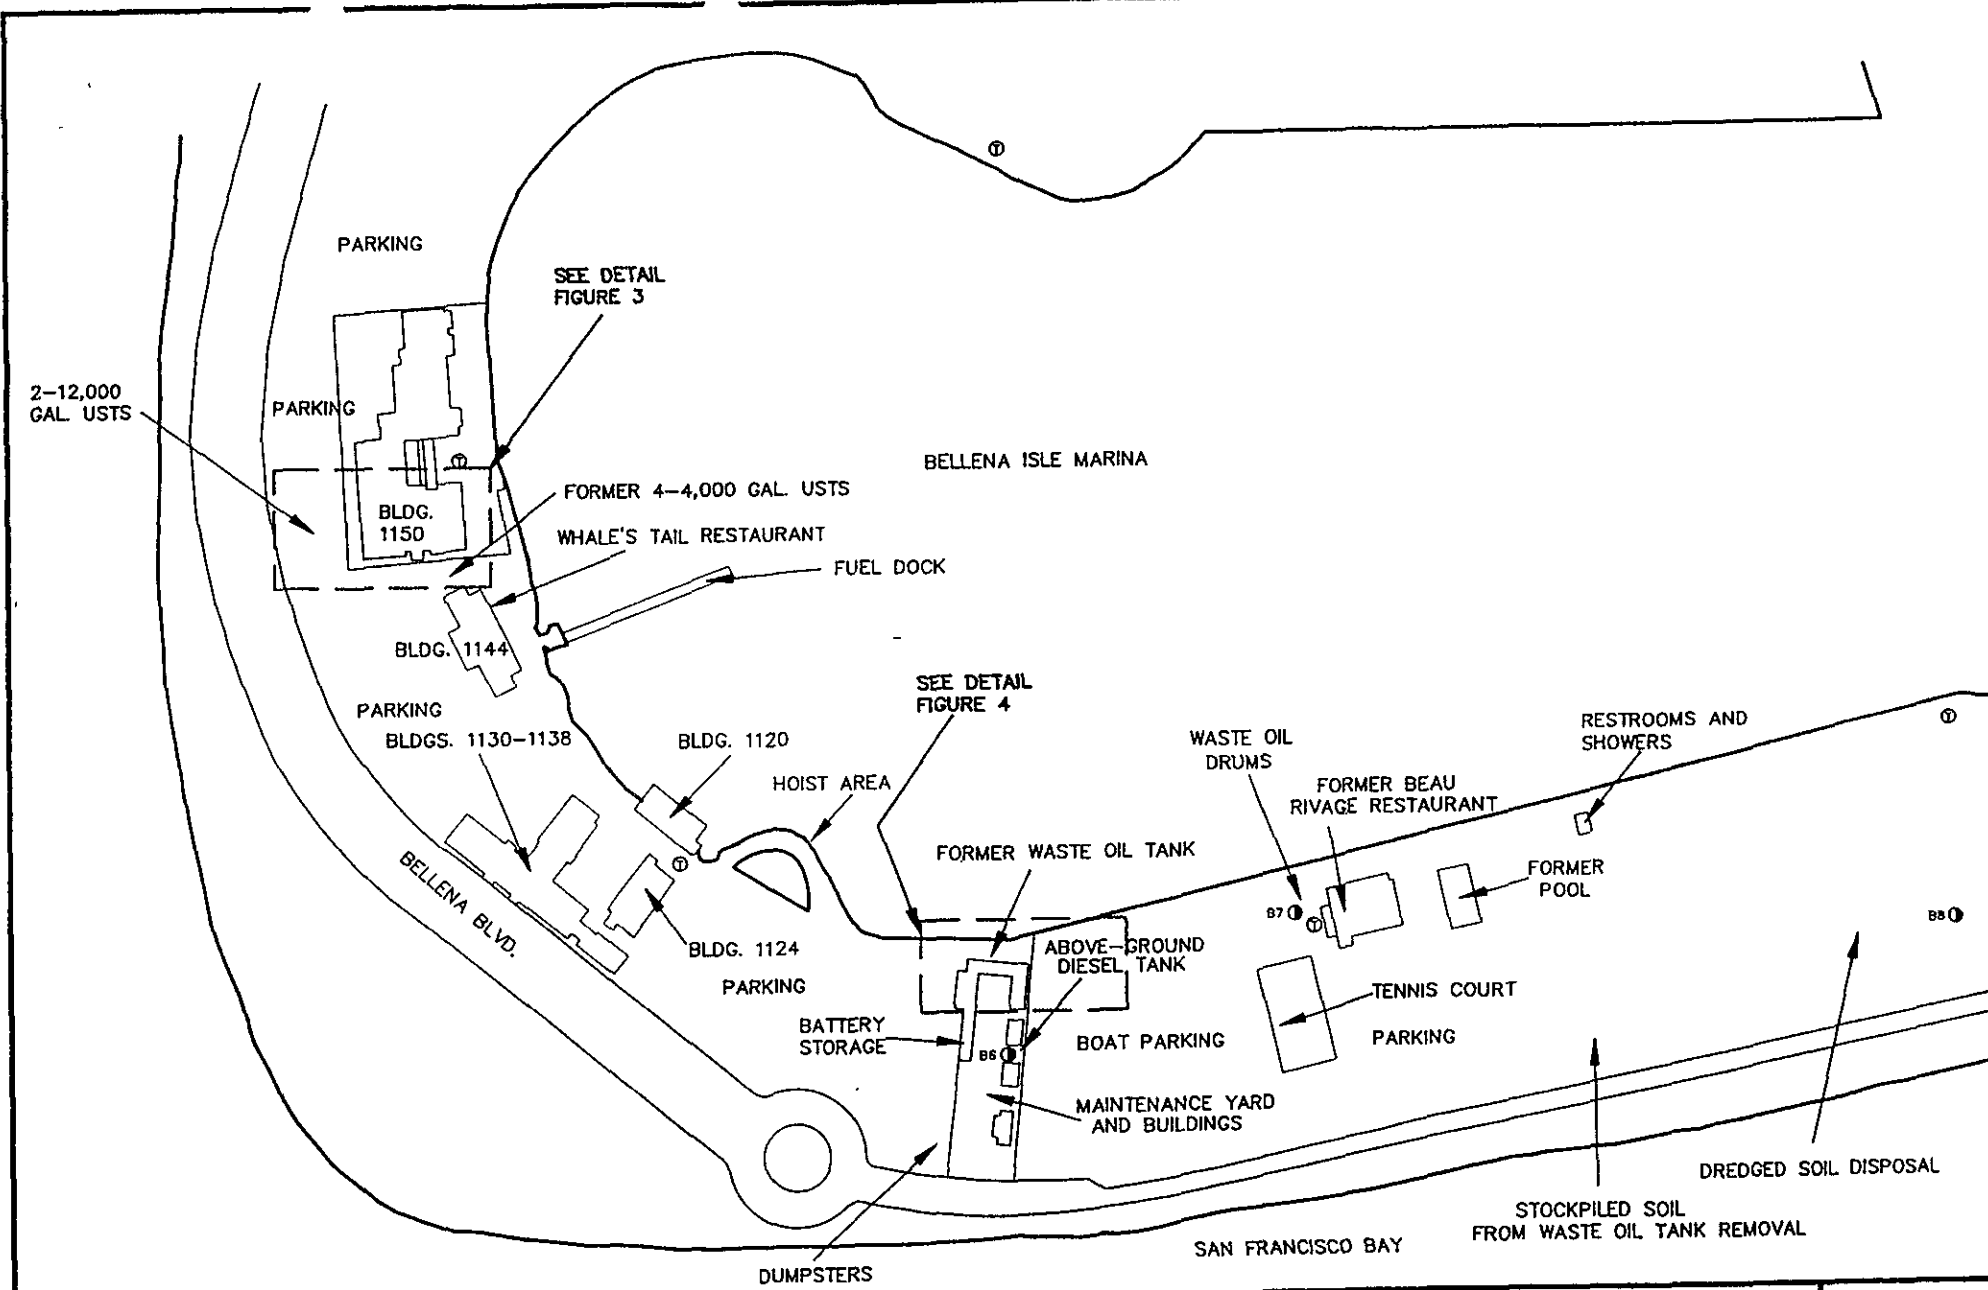 PARKING
SEE DETAIL
FIGURE 3
2-12,000
GAL. USTS
PARKING
BELLENA ISLE MARINA
FORMER 4-4,000 GAL. USTS
BLDG.
1150
WHALE'S TAIL RESTAURANT
FUEL DOCK
BLDG. 1144
SEE DETAIL
FIGURE 4
PARKING
BLDGS. 1130-1138
BLDG. 1120
HOIST AREA
WASTE OIL
DRUMS
RESTROOMS AND
SHOWERS
FORMER BEAU
RIVAGE RESTAURANT
FORMER WASTE OIL TANK
FORMER
POOL
BELLENA BLVD.
B7
B8
BLDG. 1124
ABOVE-GROUND
DIESEL TANK
PARKING
TENNIS COURT
BATTERY
STORAGE
B6
BOAT PARKING
PARKING
MAINTENANCE YARD
AND BUILDINGS
DREDGED SOIL DISPOSAL
STOCKPILED SOIL
FROM WASTE OIL TANK REMOVAL
SAN FRANCISCO BAY
DUMPSTERS
T
T
T
T
T